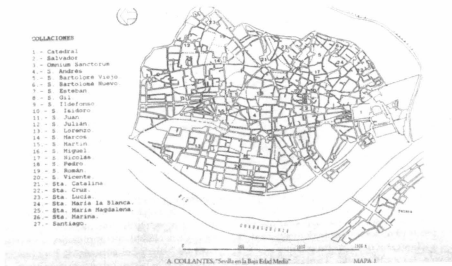 COLLACIONES
1.- Catedral
2.- Salvador
3.- Omnium Sanctorum
4.- S. Andrés
5.- S. Bartolomé Viejo
6.- S. Bartolomé Nuevo
7.- S. Esteban
8.- S. Gil
9.- S. Ildefonso
10.- S. Isidoro
11.- S. Juan
12.- S. Julián.
13.- S. Lorenzo.
14.- S. Marcos
15.- S. Martín
16.- S. Miguel
17.- S. Nicolás
18.- S. Pedro
19.- S. Román.
20.- S. Vicente
21.- Sta. Catalina
22.- Sta. Cruz.
23.- Sta. Lucía.
24.- Sta. María la Blanca.
25.- Sta. María Magdalena.
26.- Sta. Marina.
27.- Santiago.
RIO
GUADALQUIVIR
A. COLLANTES, "Sevilla en la Baja Edad Media"
MAPA 1